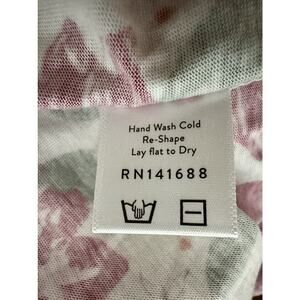 Hand Wash Cold
Re-Shape
Lay flat to Dry
RN141688